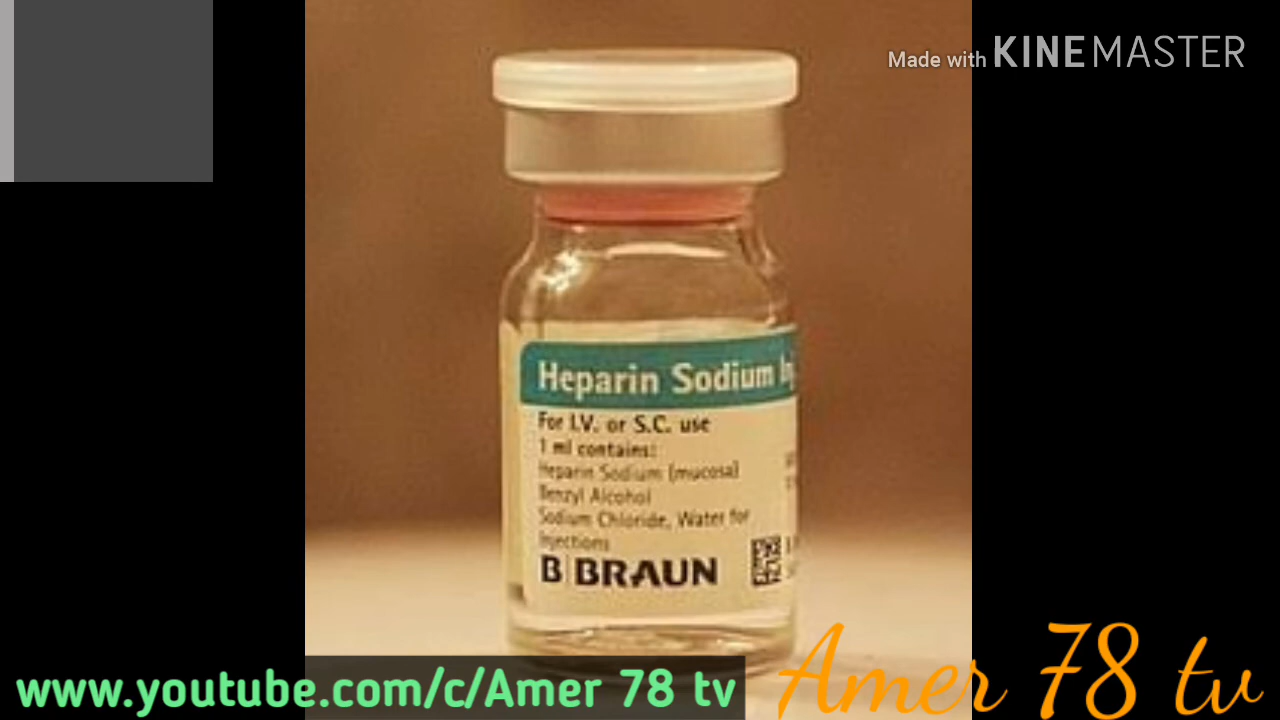 Made with KINEMASTER
Heparin Sodium
For I.V. or S.C. use
1 ml contains:
Heparin Sodium (mucosa)
Benzyl Alcohol
Sodium Chloride, Water for
Injections
B BRAUN
www.youtube.com/c/Amer 78 tv
Amer 78 tv